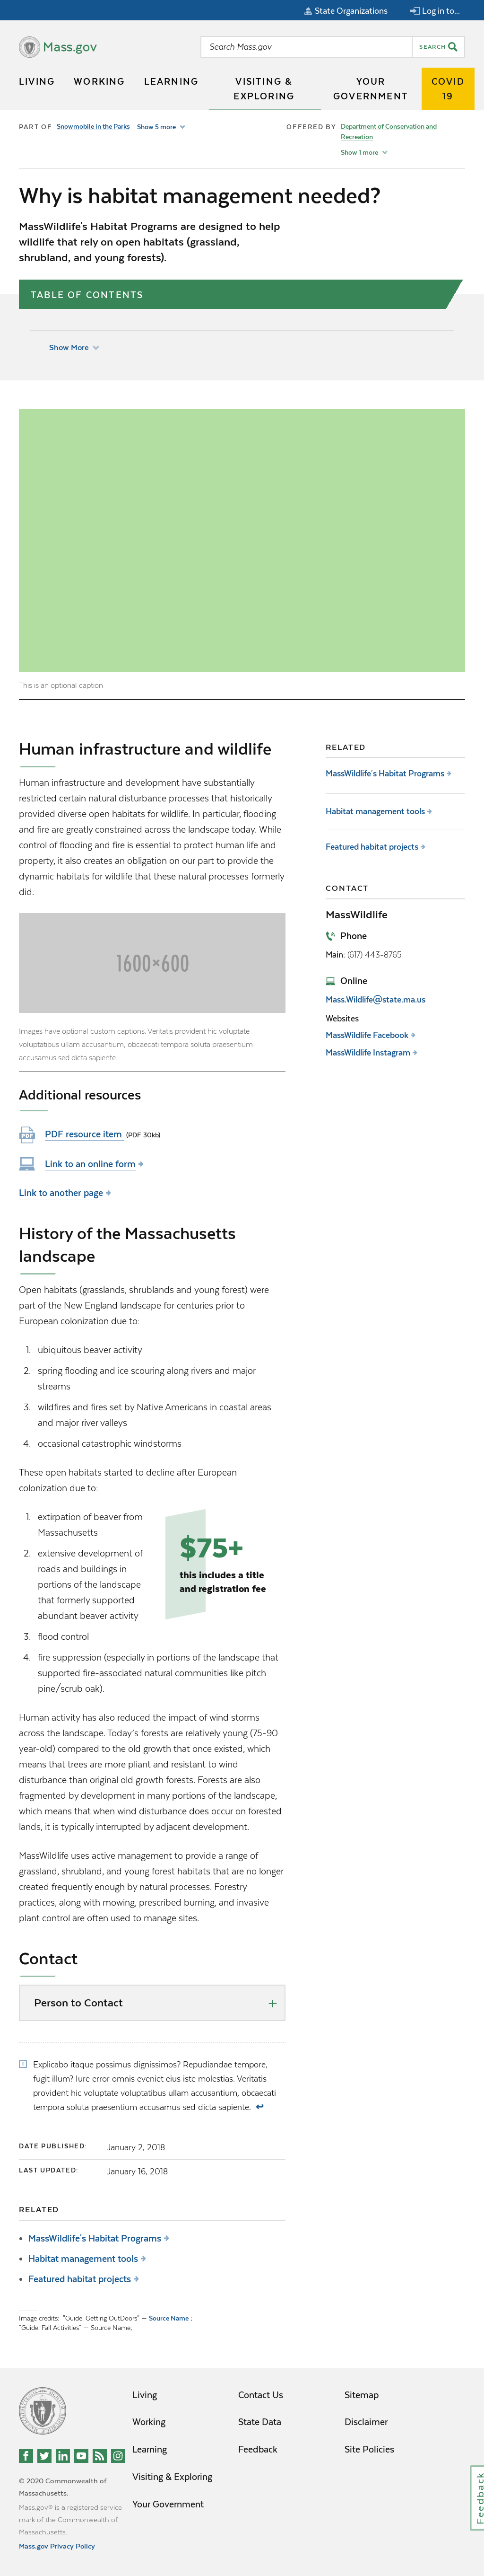 State Organizations
Log in to...
Mass.gov
Search Mass.gov
SEARCH
LIVING
WORKING
LEARNING
VISITING &
EXPLORING
YOUR
GOVERNMENT
COVID
19
PART OF Snowmobile in the Parks Show 5 more
OFFERED BY Department of Conservation and
Recreation
Show 1 more
Why is habitat management needed?
MassWildlife's Habitat Programs are designed to help
wildlife that rely on open habitats (grassland,
shrubland, and young forests).
TABLE OF CONTENTS
Show More
This is an optional caption
Human infrastructure and wildlife
Human infrastructure and development have substantially
restricted certain natural disturbance processes that historically
provided diverse open habitats for wildlife. In particular, flooding
and fire are greatly constrained across the landscape today. While
control of flooding and fire is essential to protect human life and
property, it also creates an obligation on our part to provide the
dynamic habitats for wildlife that these natural processes formerly
did.
1600×600
Images have optional custom captions. Veritatis provident hic voluptate
voluptatibus ullam accusantium, obcaecati tempora soluta praesentium
accusamus sed dicta sapiente.
Additional resources
PDF
PDF resource item (PDF 30kb)
Link to an online form
Link to another page
History of the Massachusetts
landscape
Open habitats (grasslands, shrublands and young forest) were
part of the New England landscape for centuries prior to
European colonization due to:
1. ubiquitous beaver activity
2. spring flooding and ice scouring along rivers and major
streams
3. wildfires and fires set by Native Americans in coastal areas
and major river valleys
4. occasional catastrophic windstorms
These open habitats started to decline after European
colonization due to:
1. extirpation of beaver from
Massachusetts
2. extensive development of
roads and buildings in
portions of the landscape
that formerly supported
abundant beaver activity
$75+
this includes a title
and registration fee
3. flood control
4. fire suppression (especially in portions of the landscape that
supported fire-associated natural communities like pitch
pine/scrub oak).
Human activity has also reduced the impact of wind storms
across the landscape. Today's forests are relatively young (75-90
year-old) compared to the old growth that once existed, which
means that trees are more pliant and resistant to wind
disturbance than original old growth forests. Forests are also
fragmented by development in many portions of the landscape,
which means that when wind disturbance does occur on forested
lands, it is typically interrupted by adjacent development.
MassWildlife uses active management to provide a range of
grassland, shrubland, and young forest habitats that are no longer
created frequently enough by natural processes. Forestry
practices, along with mowing, prescribed burning, and invasive
plant control are often used to manage sites.
Contact
Person to Contact
1 Explicabo itaque possimus dignissimos? Repudiandae tempore,
fugit illum? Iure error omnis eveniet eius iste molestias. Veritatis
provident hic voluptate voluptatibus ullam accusantium, obcaecati
tempora soluta praesentium accusamus sed dicta sapiente.
DATE PUBLISHED: January 2, 2018
LAST UPDATED: January 16, 2018
RELATED
MassWildlife's Habitat Programs
Habitat management tools
Featured habitat projects
Image credits: "Guide: Getting OutDoors" — Source Name ,
"Guide: Fall Activities" — Source Name,
RELATED
MassWildlife's Habitat Programs
Habitat management tools
Featured habitat projects
CONTACT
MassWildlife
Phone
Main: (617) 443-8765
Online
Mass.Wildlife@state.ma.us
Websites
MassWildlife Facebook
MassWildlife Instagram
© 2020 Commonwealth of
Massachusetts.
Mass.gov® is a registered service
mark of the Commonwealth of
Massachusetts.
Mass.gov Privacy Policy
Living
Working
Learning
Visiting & Exploring
Your Government
Contact Us
State Data
Feedback
Sitemap
Disclaimer
Site Policies
Feedback